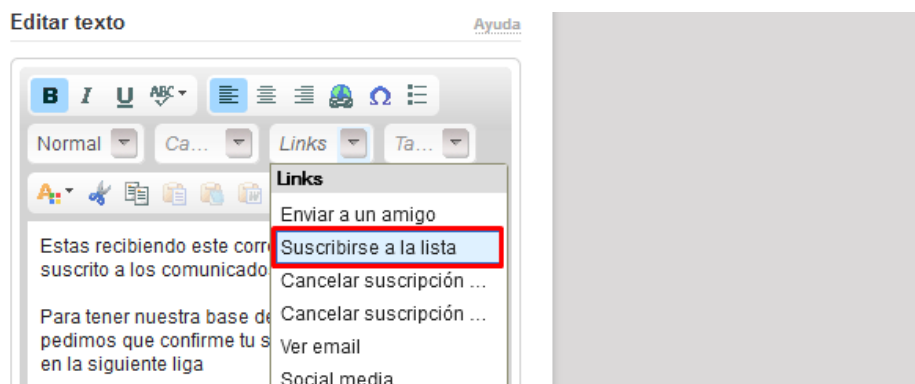 Editar texto
Ayuda
B I U ABC
Ω
Normal Ca... Links Ta...
A
W
Links
Enviar a un amigo
Suscribirse a la lista
Cancelar suscripción ...
Cancelar suscripción ...
Ver email
Social media
Estas recibiendo este corre
suscrito a los comunicado
Para tener nuestra base de
pedimos que confirme tu s
en la siguiente liga